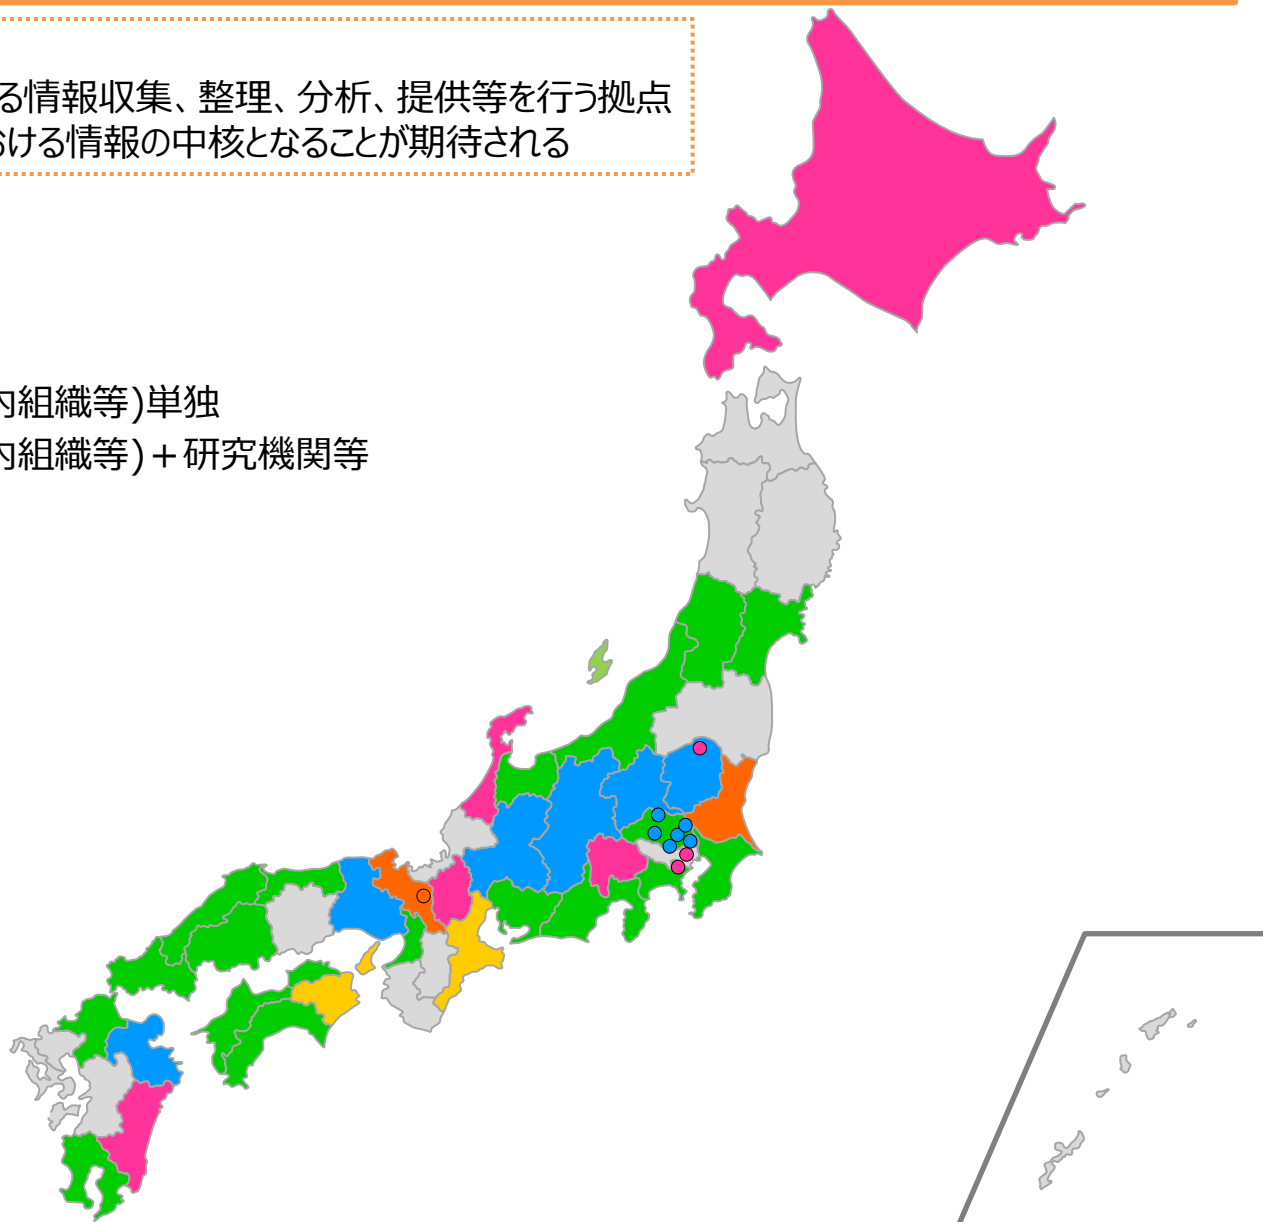 る情報収集、整理、分析、提供等を行う拠点
ける情報の中核となることが期待される
内組織等)単独
内組織等)＋研究機関等